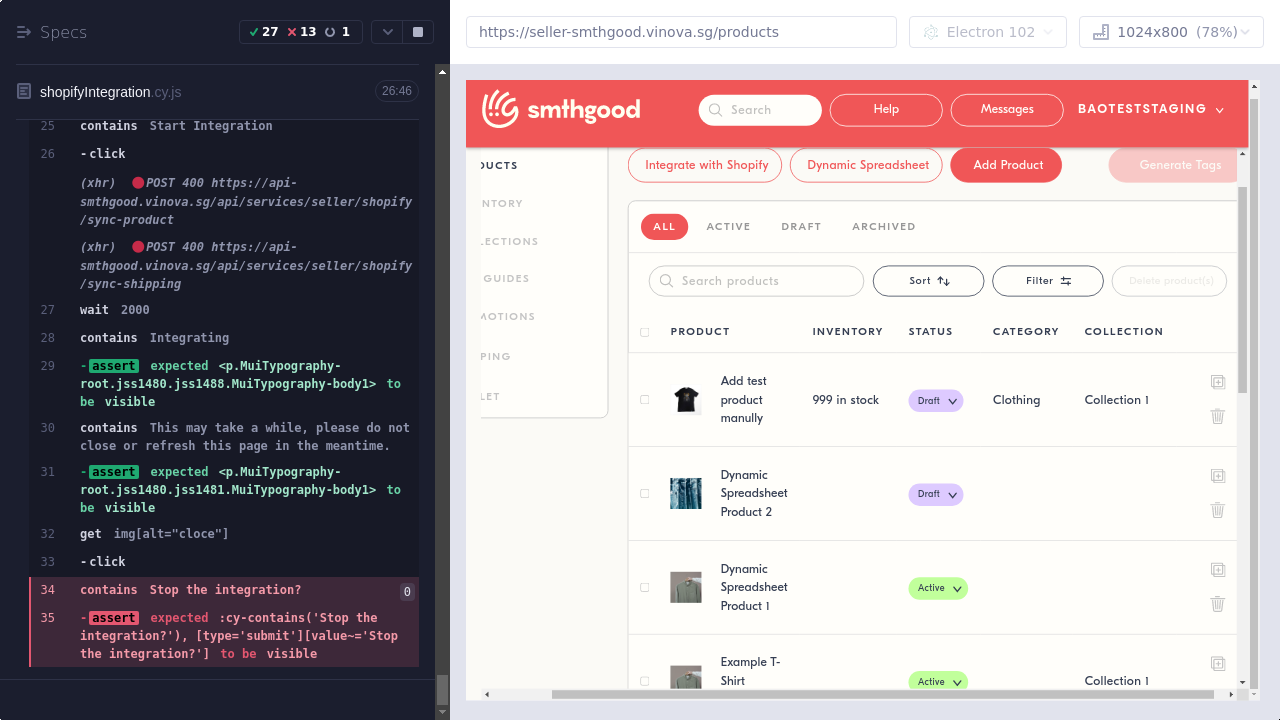 Specs
27 13 1
shopifyIntegration.cy.js 26:46
25 contains Start Integration
26 -click
(xhr) POST 400 https://api-
smthgood.vinova.sg/api/services/seller/shopify
/sync-product
(xhr) POST 400 https://api-
smthgood.vinova.sg/api/services/seller/shopify
/sync-shipping
27 wait 2000
28 contains Integrating
29 -assert expected <p.MuiTypography-
root.jss1480.jss1488.MuiTypography-body1> to
be visible
30 contains This may take a while, please do not
close or refresh this page in the meantime.
31 -assert expected <p.MuiTypography-
root.jss1480.jss1481.MuiTypography-body1> to
be visible
32 get img[alt="cloce"]
33 -click
34 contains Stop the integration? 0
35 -assert expected :cy-contains('Stop the
integration?'), [type='submit'][value~='Stop
the integration?'] to be visible
https://seller-smthgood.vinova.sg/products
Electron 102
1024x800 (78%)
smthgood
Search
Help
Messages
BAOTESTSTAGING
DUCTS
NTORY
LECTIONS
GUIDES
MOTIONS
PING
LET
Integrate with Shopify
Dynamic Spreadsheet
Add Product
Generate Tags
ALL ACTIVE DRAFT ARCHIVED
Search products
Sort
Filter
Delete product(s)
PRODUCT INVENTORY STATUS CATEGORY COLLECTION
Add test
product
manully
999 in stock
Draft
Clothing
Collection 1
Dynamic
Spreadsheet
Product 2
Draft
Dynamic
Spreadsheet
Product 1
Active
Example T-
Shirt
Active
Collection 1